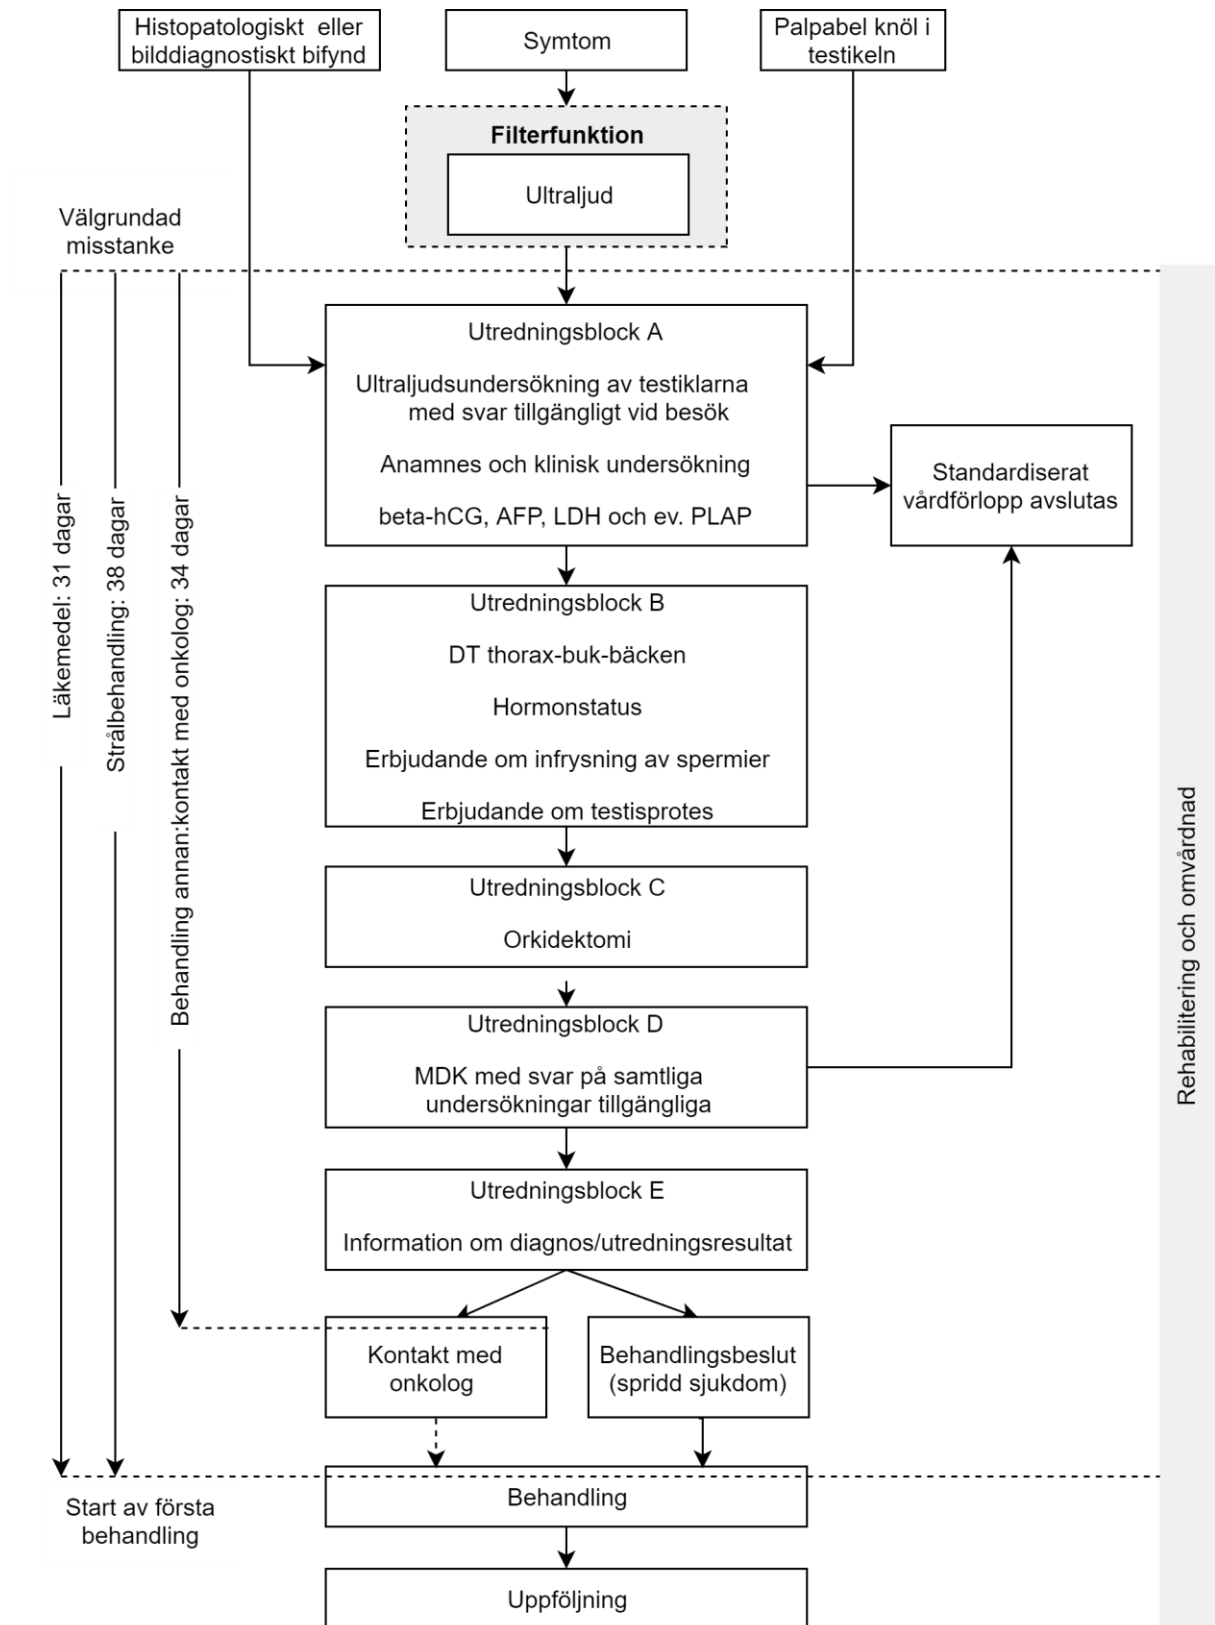 Histopatologiskt eller
bilddiagnostiskt bifynd
Symtom
Palpabel knöl i
testikeln
Filterfunktion
Ultraljud
Välgrundad
misstanke
Utredningsblock A
Ultraljudsundersökning av testiklarna
med svar tillgängligt vid besök
Anamnes och klinisk undersökning
beta-hCG, AFP, LDH och ev. PLAP
Standardiserat
vårdförlopp avslutas
Läkemedel: 31 dagar
Strålbehandling: 38 dagar
Behandling annan:kontakt med onkolog: 34 dagar
Utredningsblock B
DT thorax-buk-bäcken
Hormonstatus
Erbjudande om infrysning av spermier
Erbjudande om testisprotes
Utredningsblock C
Orkidektomi
Utredningsblock D
MDK med svar på samtliga
undersökningar tillgängliga
Rehabilitering och omvårdnad
Utredningsblock E
Information om diagnos/utredningsresultat
Kontakt med
onkolog
Behandlingsbeslut
(spridd sjukdom)
Start av första
behandling
Behandling
Uppföljning